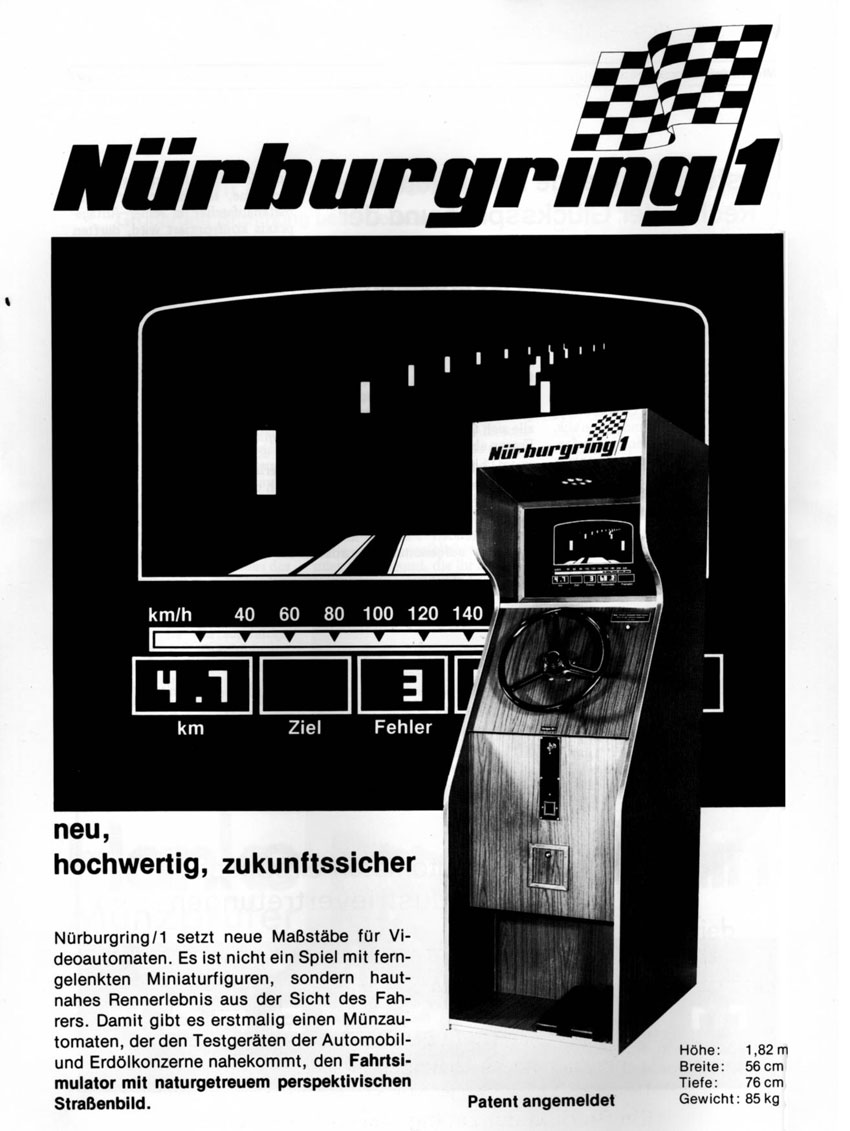 Nürburgring/1
Nürburgring/1
km/h 40 60 80 100 120 140
4.7 3
km Ziel Fehler
neu,
hochwertig, zukunftssicher
Nürburgring/1 setzt neue Maßstäbe für Vi-
deoautomaten. Es ist nicht ein Spiel mit fern-
gelenkten Miniaturfiguren, sondern haut-
nahes Rennerlebnis aus der Sicht des Fah-
rers. Damit gibt es erstmalig einen Münzau-
tomaten, der den Testgeräten der Automobil-
und Erdölkonzerne nahekommt, den Fahrtsi-
mulator mit naturgetreuem perspektivischen
Straßenbild.
Patent angemeldet
Höhe: 1,82 m
Breite: 56 cm
Tiefe: 76 cm
Gewicht: 85 kg